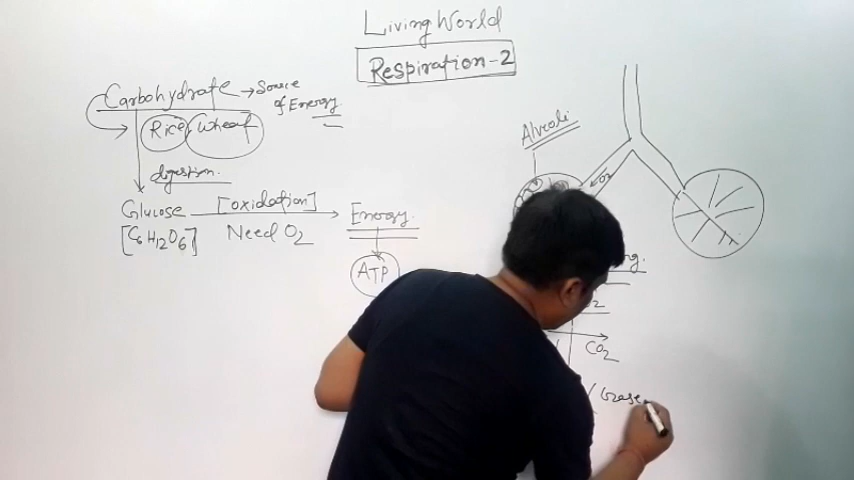 Living World
Respiration-2
Carbohydrate → Source
of Energy
Rice, Wheat
digestion.
Glucose [oxidation] Energy
[C6H12O6] Need O2
ATP
Alveoli
O2
CO2